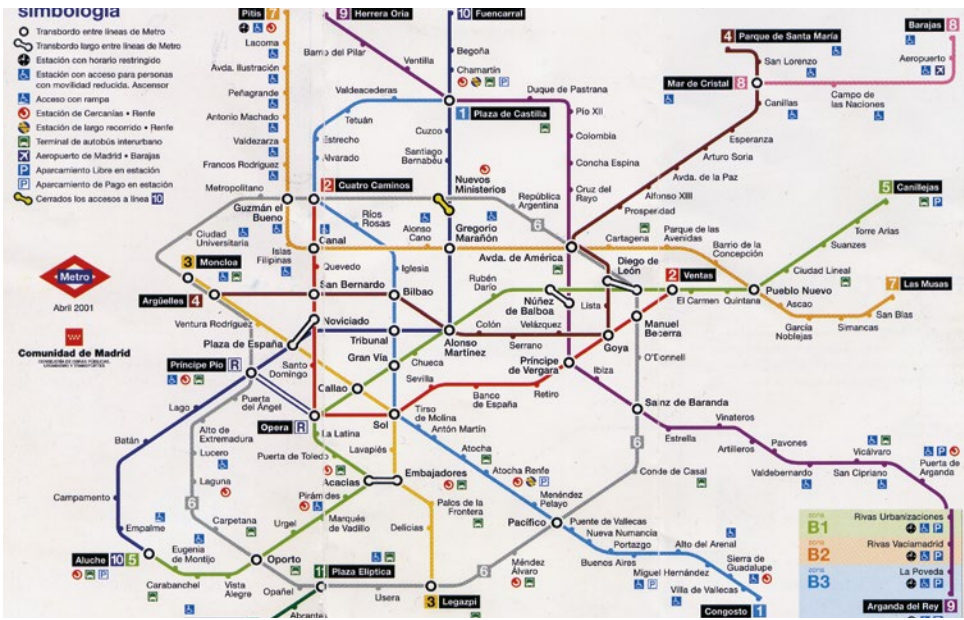 simbología
Transbordo entre líneas de Metro
Transbordo largo entre líneas de Metro
Estación con horario restringido
Estación con acceso para personas
con movilidad reducida. Ascensor
Acceso con rampa
Estación de Cercanías • Renfe
Estación de largo recorrido • Renfe
Terminal de autobús interurbano
Aeropuerto de Madrid • Barajas
Aparcamiento Libre en estación
Aparcamiento de Pago en estación
Cerrados los accesos a línea 10
Metro
Abril 2001
Comunidad de Madrid
Pitis 7
9 Herrera Oria
10 Fuencarral
4 Parque de Santa María
Barajas 8
Lacoma
Barrio del Pilar
Begoña
San Lorenzo
Aeropuerto
Avda. Ilustración
Ventilla
Chamartín
Mar de Cristal 8
Peñagrande
Valdeacederas
Duque de Pastrana
Campo de
las Naciones
Antonio Machado
Tetuán
1 Plaza de Castilla
Pío XII
Canillas
Valdezarza
Estrecho
Cuzco
Colombia
Esperanza
Francos Rodríguez
Alvarado
Santiago
Bernabéu
Concha Espina
Arturo Soria
Metropolitano
2 Cuatro Caminos
Nuevos
Ministerios
República
Argentina
Cruz del
Rayo
Avda. de la Paz
Alfonso XIII
5 Canillejas
Guzmán el
Bueno
Ríos
Rosas
Alonso
Cano
Gregorio
Marañón
6
Prosperidad
Torre Arias
Ciudad
Universitaria
Islas
Filipinas
Canal
Cartagena
Parque de las
Avenidas
Barrio de la
Concepción
Suanzes
3 Moncloa
Quevedo
Iglesia
Avda. de América
Diego de
León
2 Ventas
Ciudad Lineal
Argüelles 4
San Bernardo
Bilbao
Rubén
Darío
Núñez
de Balboa
Lista
El Carmen
Quintana
Pueblo Nuevo
7 Las Musas
Ventura Rodríguez
Noviciado
Tribunal
Alonso
Martínez
Colón
Velázquez
Serrano
Goya
Manuel
Becerra
Ascao
García
Noblejas
Simancas
San Blas
Plaza de España
Santo
Domingo
Gran Vía
Chueca
Príncipe
de Vergara
O'Donnell
Príncipe Pío R
Callao
Sevilla
Banco
de España
Retiro
Ibiza
Lago
Puerta
del Ángel
Opera R
Sol
Tirso
de Molina
Sainz de Baranda
Batán
Alto de
Extremadura
La Latina
Antón Martín
Estrella
Vinateros
Lucero
Puerta de Toledo
Lavapiés
Atocha
6
Artilleros
Pavones
Vicálvaro
Puerta de
Arganda
Laguna
Acacias
Embajadores
Atocha Renfe
Conde de Casal
Valdebernardo
San Cipriano
Campamento
6
Pirámides
Palos de la
Frontera
Menéndez
Pelayo
Carpetana
Urgel
Marqués
de Vadillo
Delicias
Pacífico
Puente de Vallecas
Nueva Numancia
zona
B1
Rivas Urbanizaciones
Empalme
Eugenia
de Montijo
Portazgo
Alto del Arenal
zona
B2
Rivas Vaciamadrid
Aluche 10 5
Oporto
Méndez
Álvaro
Buenos Aires
Sierra de
Guadalupe
zona
B3
La Poveda
Carabanchel
Vista
Alegre
Opañel
11 Plaza Elíptica
Usera
6
Miguel Hernández
Villa de Vallecas
3 Legazpi
Congosto 1
Arganda del Rey 9
Abrantes